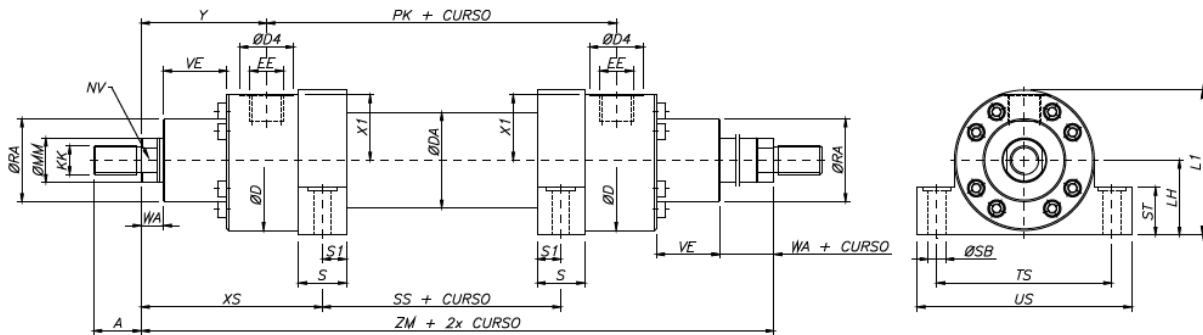 Y
PK + CURSO
ØD4
ØD4
VE
EE
EE
NV
X1
X1
ØRA
ØMM
KK
ØDA
ØRA
L1
LH
ST
WA
ØD
ØD
S1
S1
VE
WA + CURSO
ØSB
S
S
TS
XS
SS + CURSO
US
A
ZM + 2x CURSO